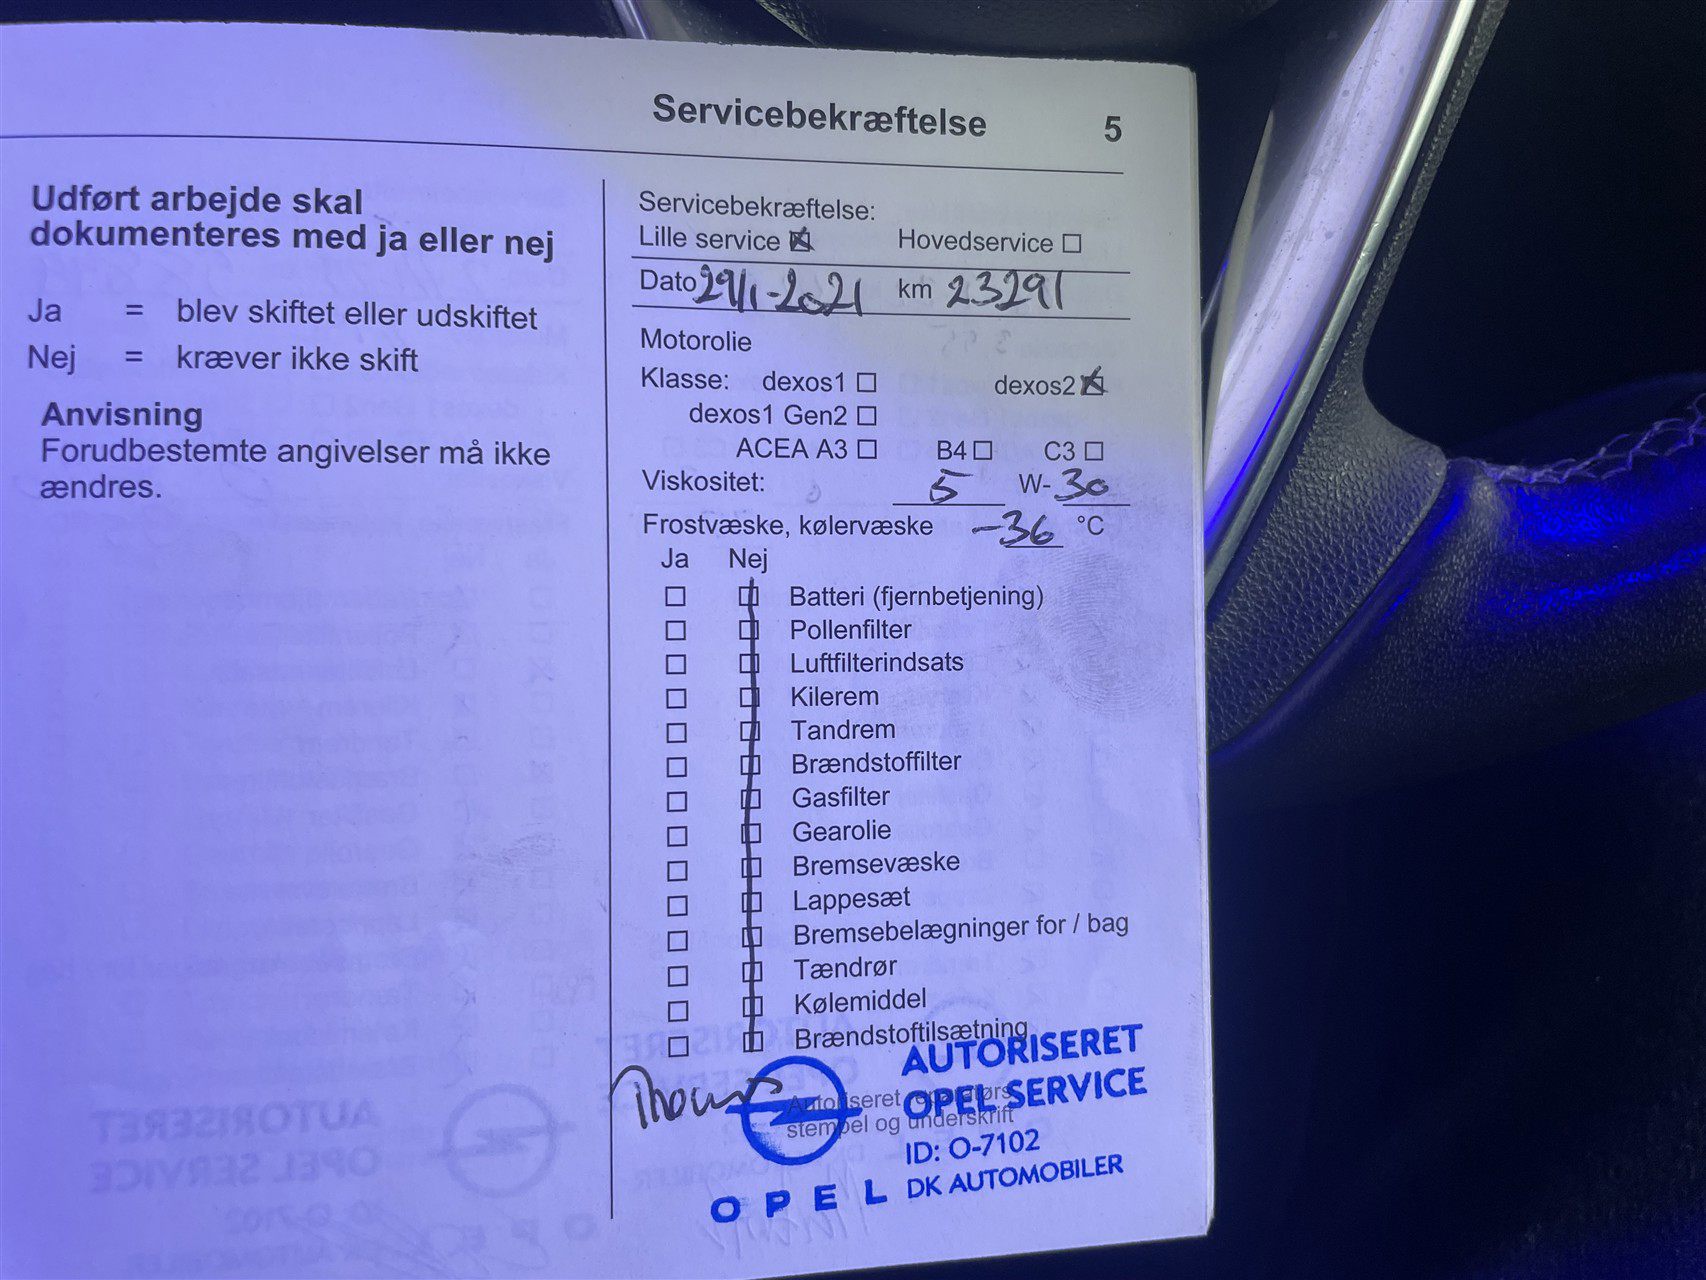 Servicebekræftelse 5
Udført arbejde skal
dokumenteres med ja eller nej
Ja = blev skiftet eller udskiftet
Nej = kræver ikke skift
Anvisning
Forudbestemte angivelser må ikke
ændres.
Servicebekræftelse:
Lille service ☒ Hovedservice ☐
Dato 29/1-2021 km 23291
Motorolie
Klasse: dexos1 ☐ dexos2 ☒
dexos1 Gen2 ☐
ACEA A3 ☐ B4 ☐ C3 ☐
Viskositet: 5 W-30
Frostvæske, kølervæske -36 °C
Ja Nej
☐ ☐ Batteri (fjernbetjening)
☐ ☐ Pollenfilter
☐ ☐ Luftfilterindsats
☐ ☐ Kilerem
☐ ☐ Tandrem
☐ ☐ Brændstoffilter
☐ ☐ Gasfilter
☐ ☐ Gearolie
☐ ☐ Bremsevæske
☐ ☐ Lappesæt
☐ ☐ Bremsebelægninger for / bag
☐ ☐ Tændrør
☐ ☐ Kølemiddel
☐ ☐ Brændstoftilsætning
Autoriseret reparatørs
stempel og underskrift
AUTORISERET
OPEL SERVICE
ID: O-7102
OPEL DK AUTOMOBILER